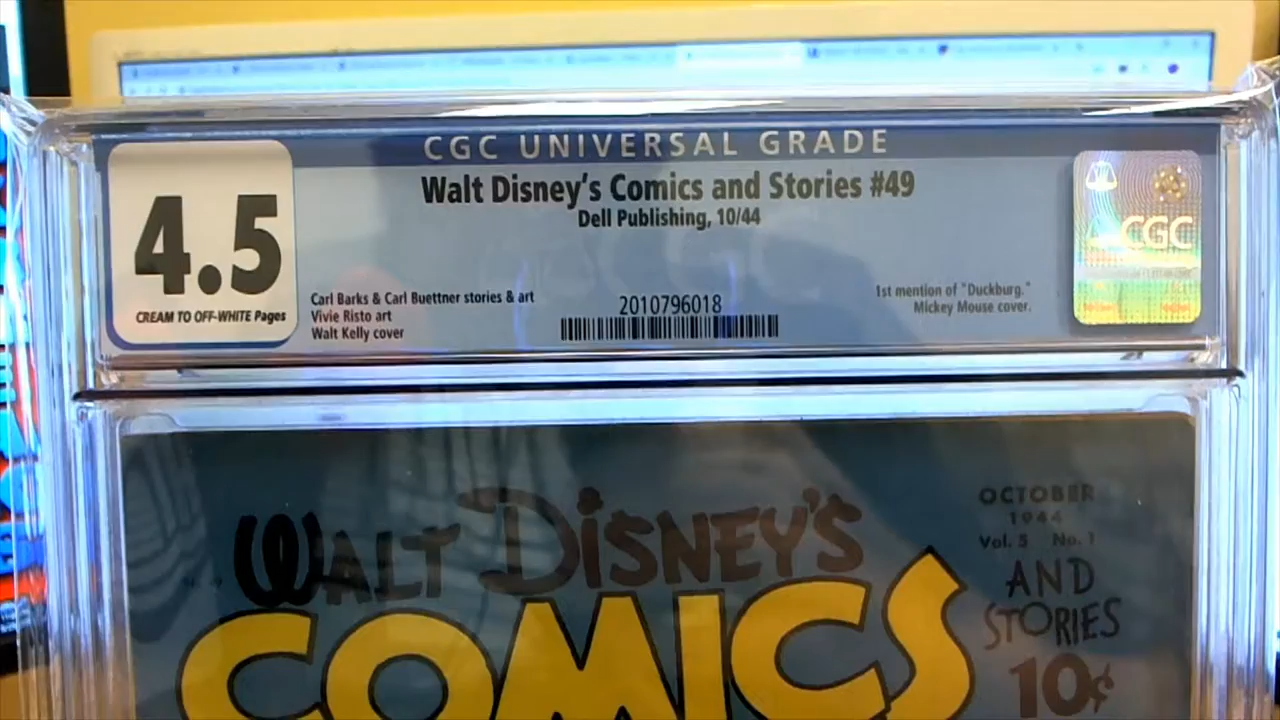 CGC UNIVERSAL GRADE
4.5
CREAM TO OFF-WHITE Pages
Walt Disney's Comics and Stories #49
Dell Publishing, 10/44
Carl Barks & Carl Buettner stories & art
Vivie Risto art
Walt Kelly cover
2010796018
1st mention of "Duckburg."
Mickey Mouse cover.
CGC
WALT DISNEY'S
COMICS
OCTOBER
1944
Vol. 5 No. 1
AND
STORIES
10¢